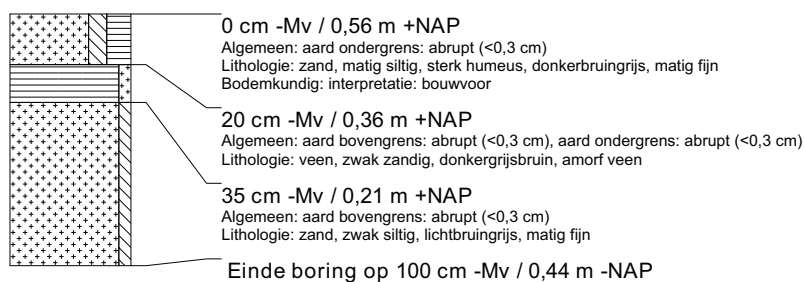 0 cm -Mv / 0,56 m +NAP
Algemeen: aard ondergrens: abrupt (<0,3 cm)
Lithologie: zand, matig siltig, sterk humeus, donkerbruingrijs, matig fijn
Bodemkundig: interpretatie: bouwvoor
20 cm -Mv / 0,36 m +NAP
Algemeen: aard bovengrens: abrupt (<0,3 cm), aard ondergrens: abrupt (<0,3 cm)
Lithologie: veen, zwak zandig, donkergrijsbruin, amorf veen
35 cm -Mv / 0,21 m +NAP
Algemeen: aard bovengrens: abrupt (<0,3 cm)
Lithologie: zand, zwak siltig, lichtbruingrijs, matig fijn
Einde boring op 100 cm -Mv / 0,44 m -NAP